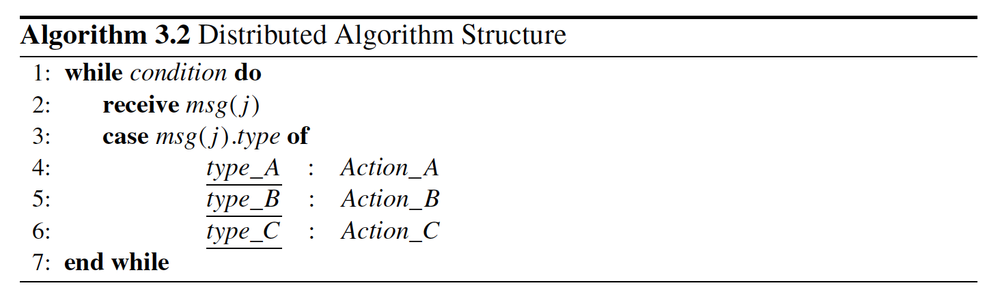 Algorithm 3.2 Distributed Algorithm Structure
1: while condition do
2: receive msg(j)
3: case msg(j).type of
4: type_A : Action_A
5: type_B : Action_B
6: type_C : Action_C
7: end while